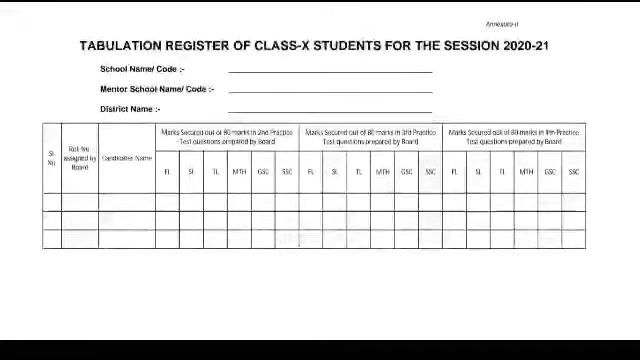 Annexure-II
TABULATION REGISTER OF CLASS-X STUDENTS FOR THE SESSION 2020-21
School Name/ Code :-
Mentor School Name/ Code :-
District Name :-
Sl. No.
Roll No assigned by Board
Candidates Name
Marks Secured out of 80 marks in 2nd Practice
Test questions prepared by Board
Marks Secured out of 80 marks in 3rd Practice
Test questions prepared by Board
Marks Secured out of 80 marks in 4th Practice
Test questions prepared by Board
FL SL TL MTH GSC SSC FL SL TL MTH GSC SSC FL SL TL MTH GSC SSC